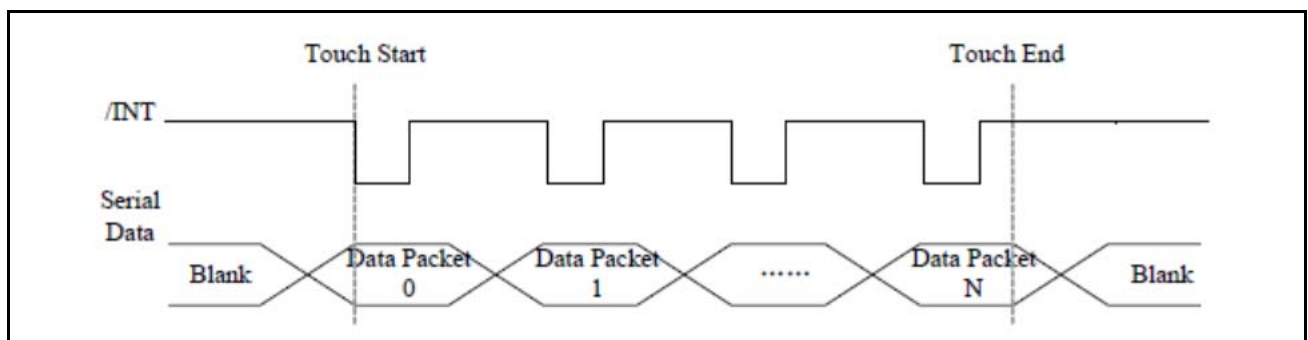 Touch Start
Touch End
/INT
Serial
Data
Blank
Data Packet
0
Data Packet
1
......
Data Packet
N
Blank